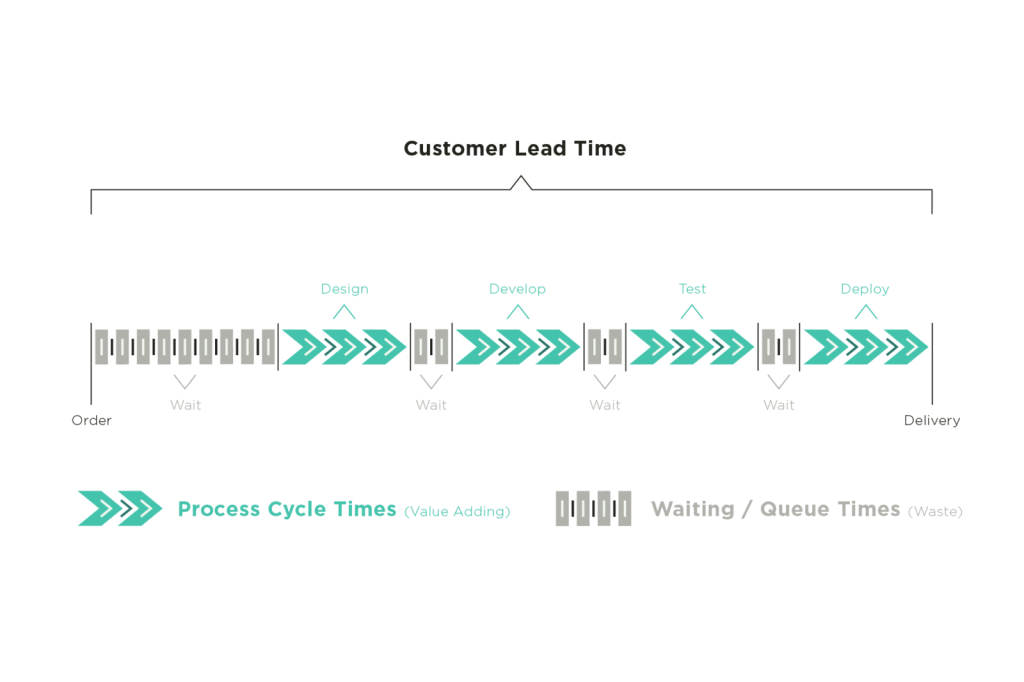 Customer Lead Time
Design
Develop
Test
Deploy
Wait
Wait
Wait
Wait
Order
Delivery
Process Cycle Times (Value Adding)
Waiting / Queue Times (Waste)